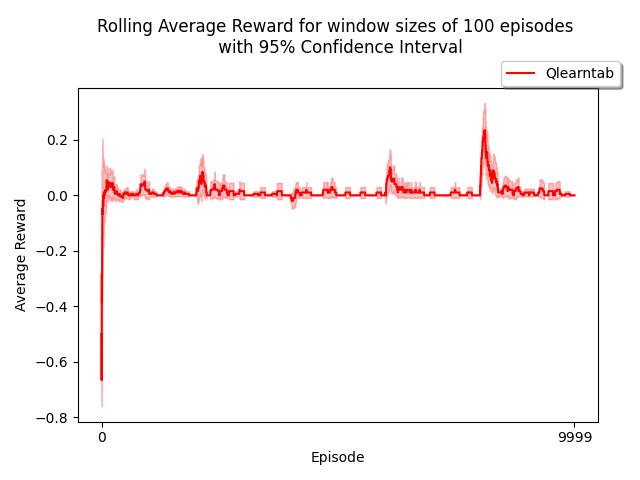 Rolling Average Reward for window sizes of 100 episodes
with 95% Confidence Interval
Qlearntab
Average Reward
0.2
0.0
−0.2
−0.4
−0.6
−0.8
0
9999
Episode